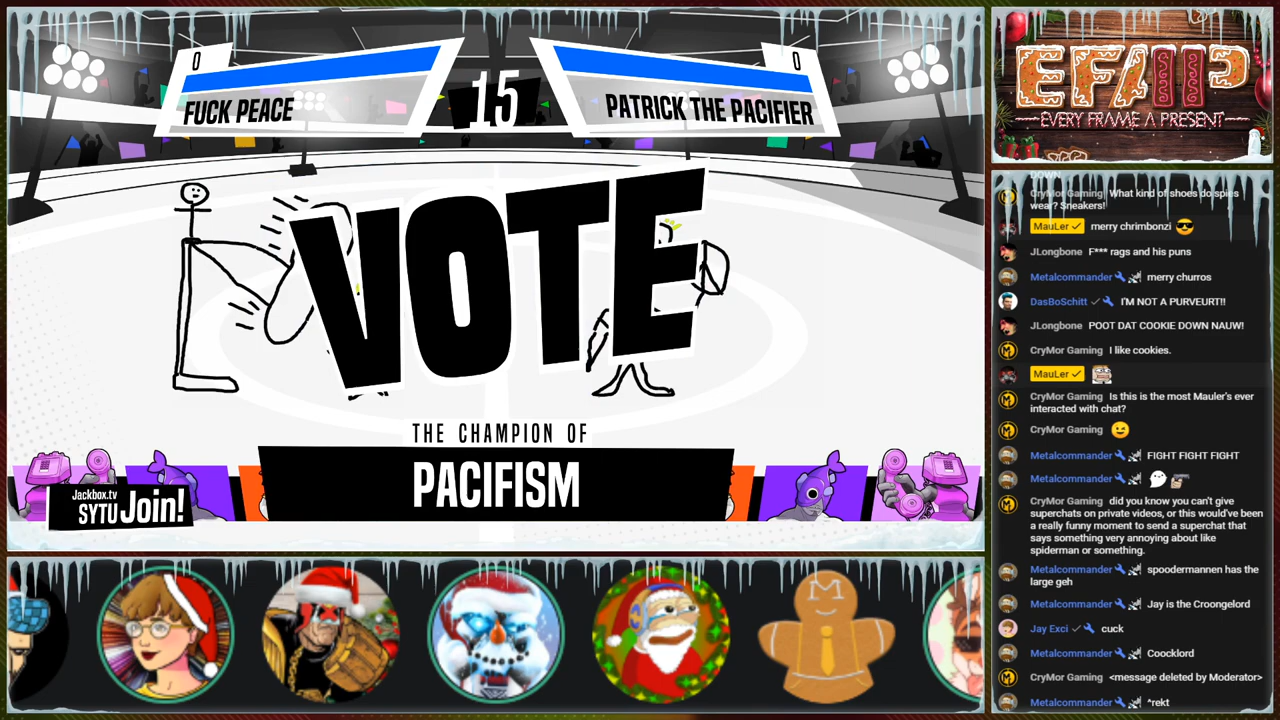 0
FUCK PEACE
15
0
PATRICK THE PACIFIER
VOTE
THE CHAMPION OF
PACIFISM
Jackbox.tv
SYTU Join!
M
EFAP
EVERY FRAME A PRESENT
DOWN
CryMor Gaming What kind of shoes do spies
wear? Sneakers!
MauLer merry chrimbonzi
JLongbone F*** rags and his puns
Metalcommander merry churros
DasBoSchitt I'M NOT A PURVEURT!!
JLongbone POOT DAT COOKIE DOWN NAUW!
CryMor Gaming I like cookies.
MauLer
CryMor Gaming Is this is the most Mauler's ever
interacted with chat?
CryMor Gaming
Metalcommander FIGHT FIGHT FIGHT
Metalcommander
CryMor Gaming did you know you can't give
superchats on private videos, or this would've been
a really funny moment to send a superchat that
says something very annoying about like
spiderman or something.
Metalcommander spoodermannen has the
large geh
Metalcommander Jay is the Croongelord
Jay Exci cuck
Metalcommander Coocklord
CryMor Gaming <message deleted by Moderator>
Metalcommander ^rekt